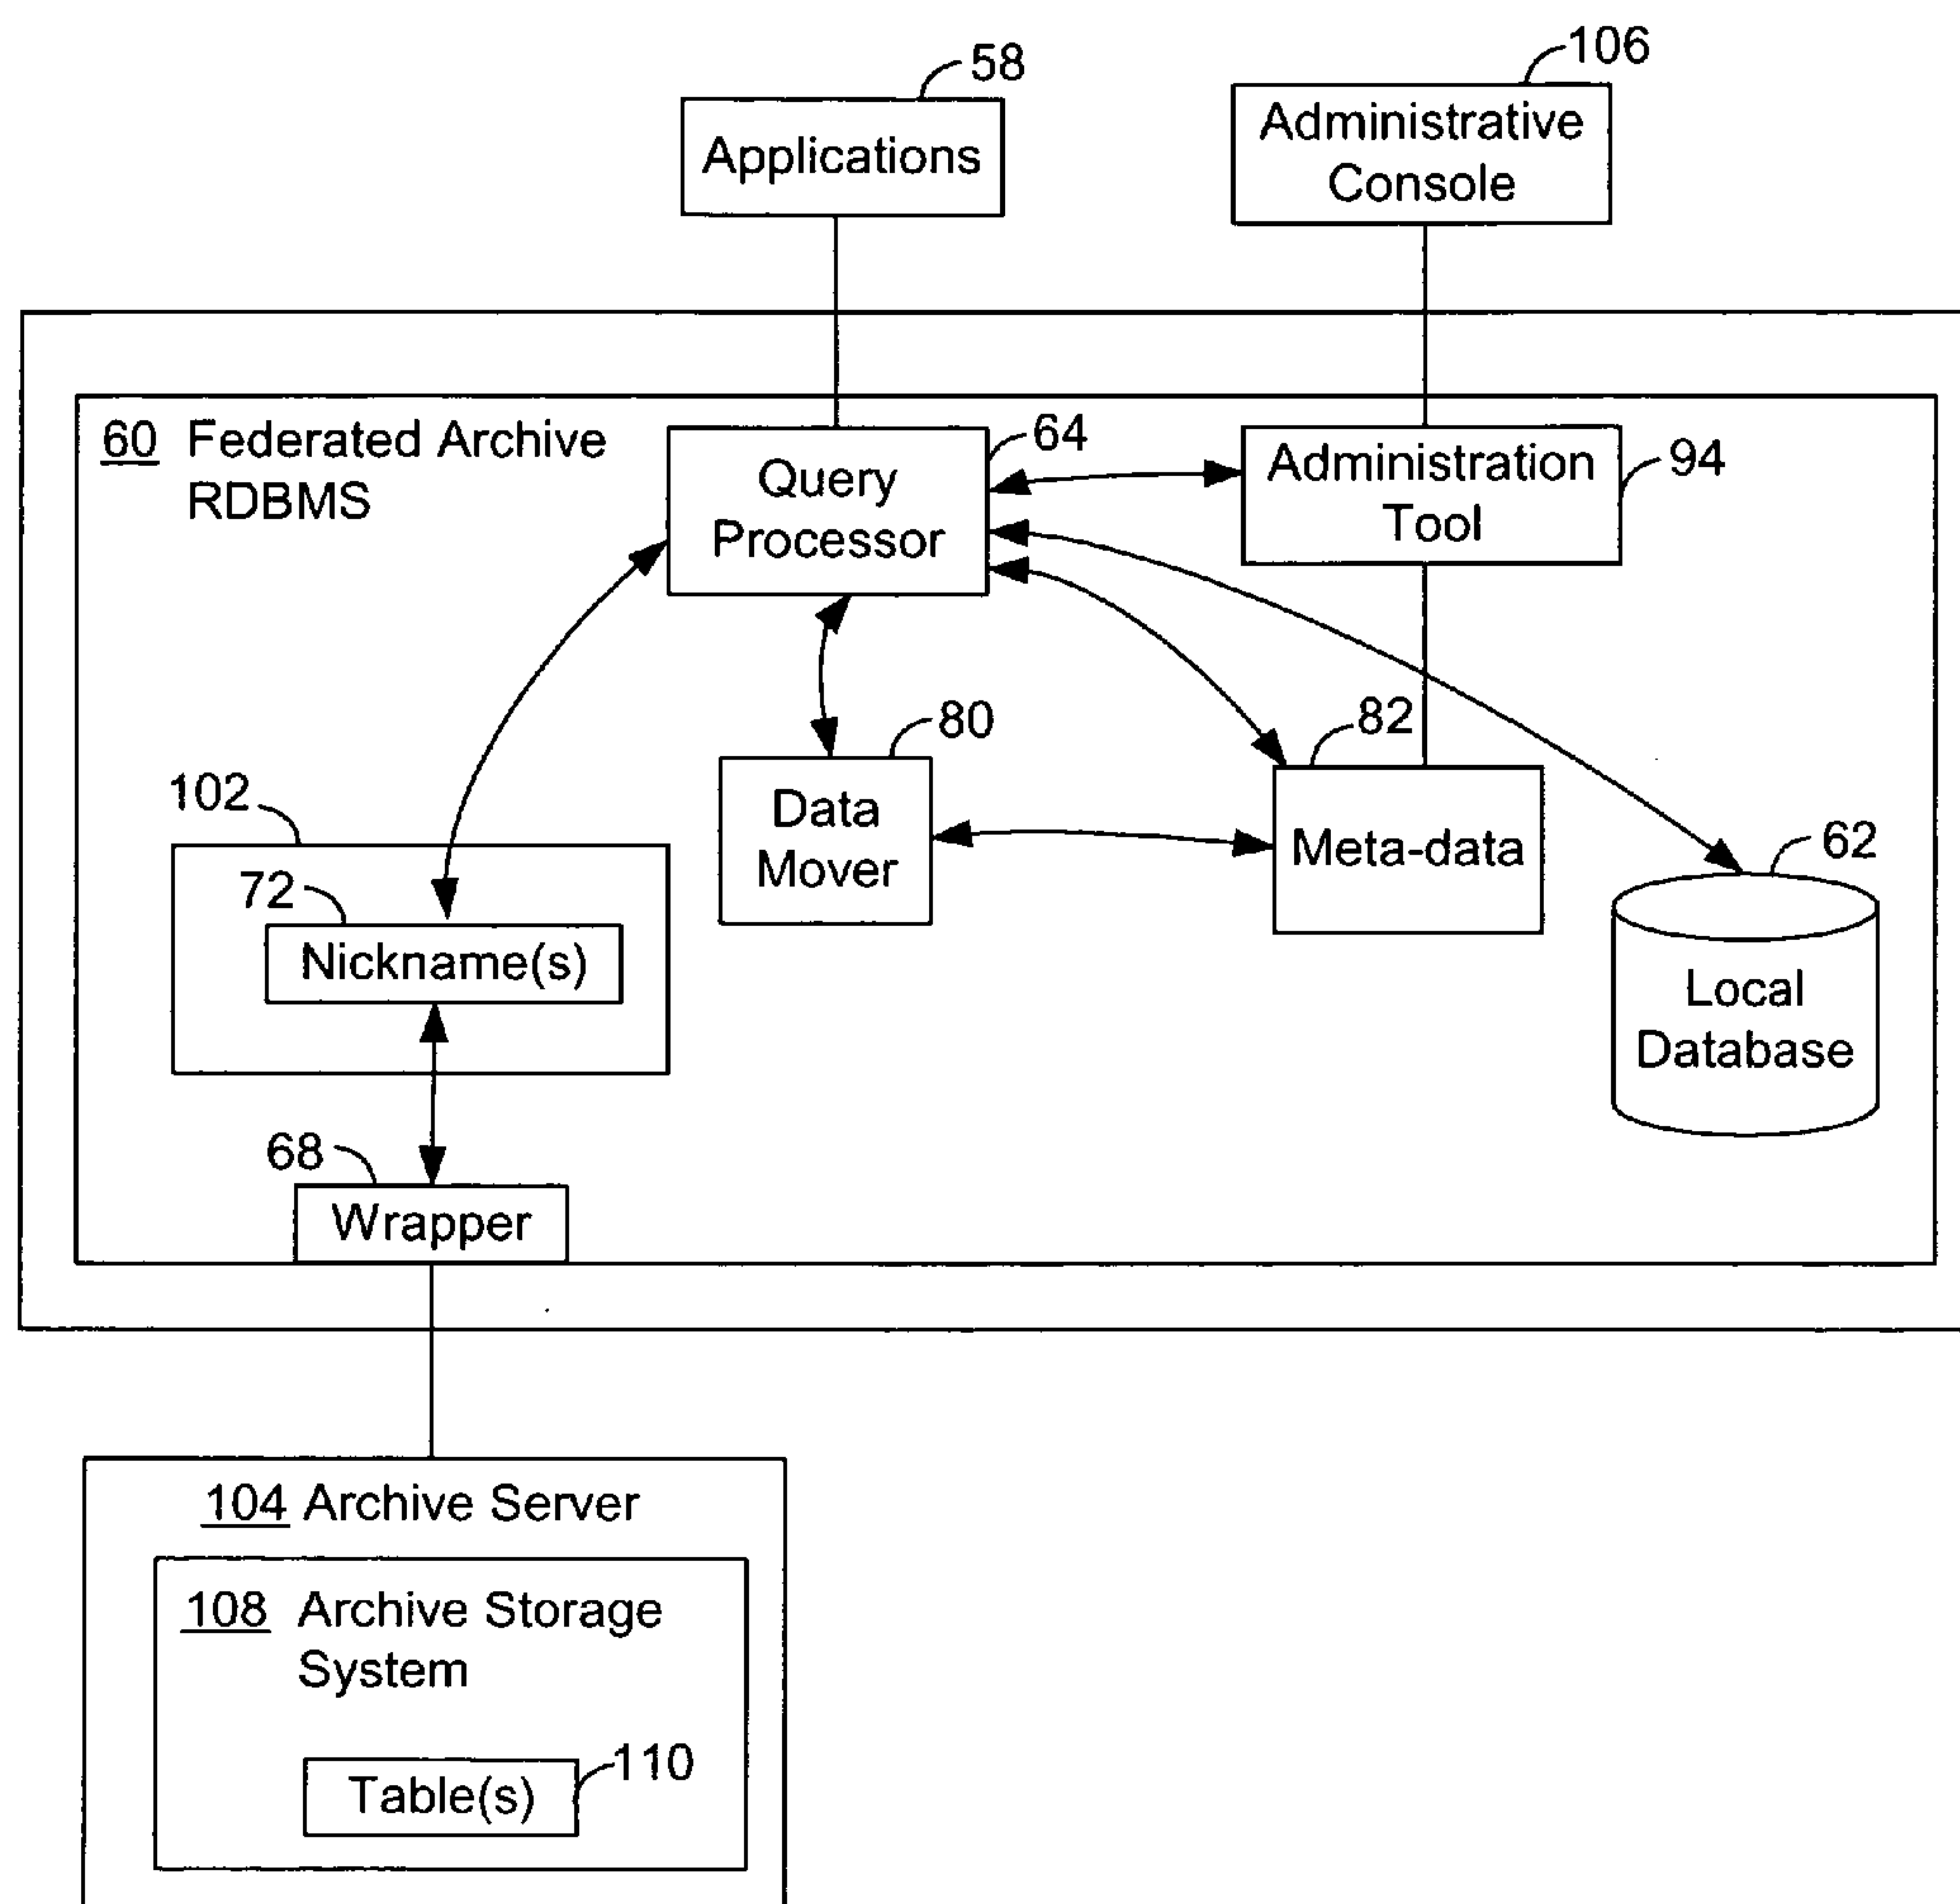 58
106
Applications
Administrative
Console
60 Federated Archive
RDBMS
64
Query
Processor
Administration
Tool
94
80
82
102
Data
Mover
Meta-data
62
72
Nickname(s)
Local
Database
68
Wrapper
104 Archive Server
108 Archive Storage
System
110
Table(s)